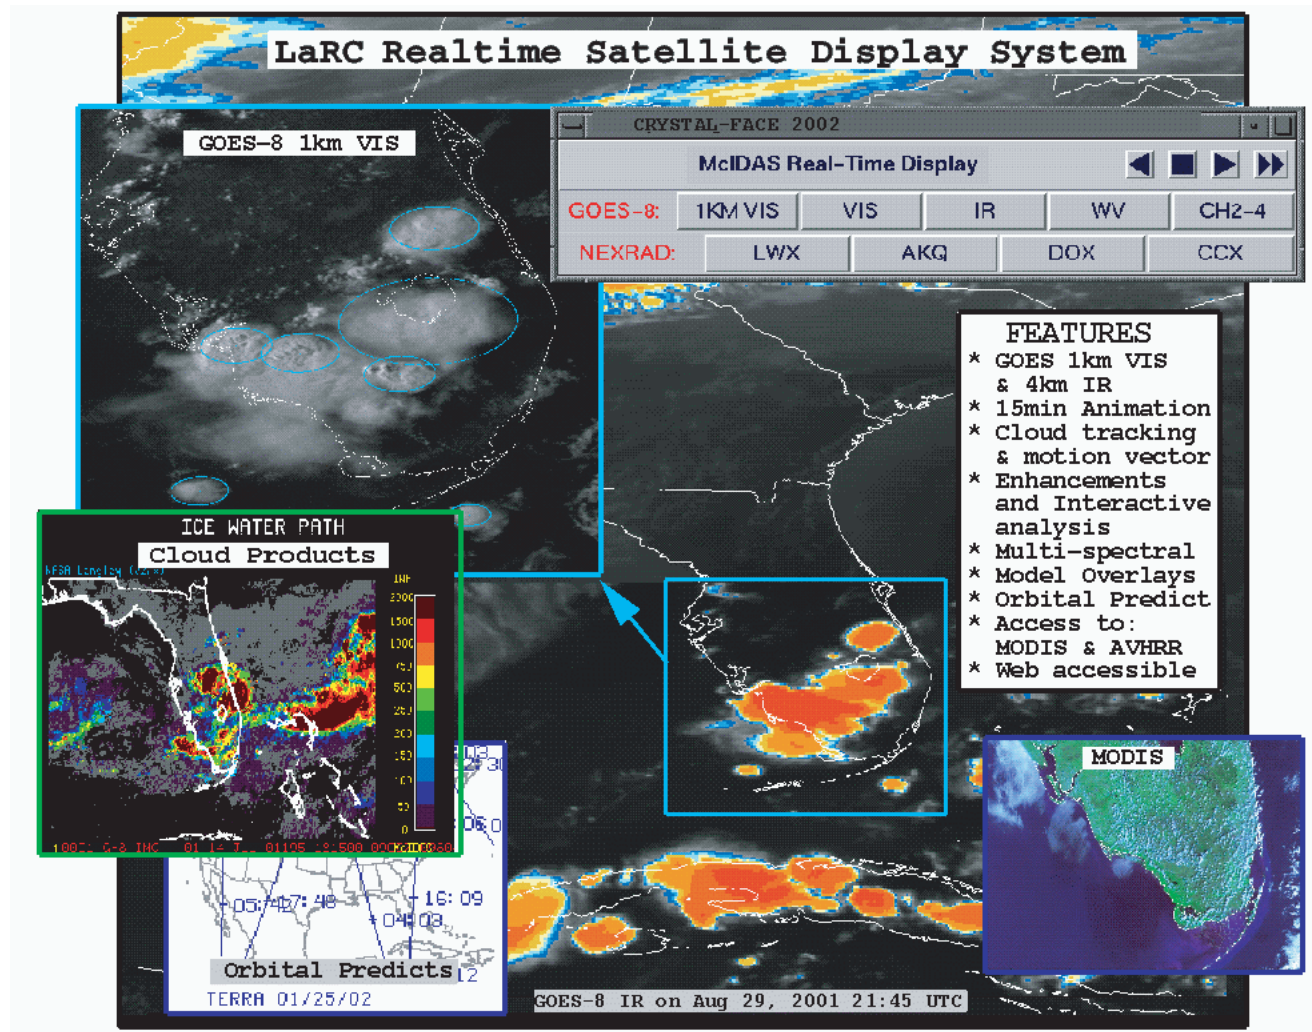 LaRC Realtime Satellite Display System
GOES-8 1km VIS
CRYSTAL-FACE 2002
McIDAS Real-Time Display
GOES-8: 1KM VIS VIS IR WV CH2-4
NEXRAD: LWX AKQ DOX CCX
FEATURES
* GOES 1km VIS
& 4km IR
* 15min Animation
* Cloud tracking
& motion vector
* Enhancements
and Interactive
analysis
* Multi-spectral
* Model Overlays
* Orbital Predict
* Access to:
MODIS & AVHRR
* Web accessible
ICE WATER PATH
Cloud Products
NASA Langley
2000
1500
1000
750
500
250
200
150
100
50
0
McIDAS
MODIS
16:09
04:03
12
Orbital Predicts
TERRA 01/25/02
GOES-8 IR on Aug 29, 2001 21:45 UTC